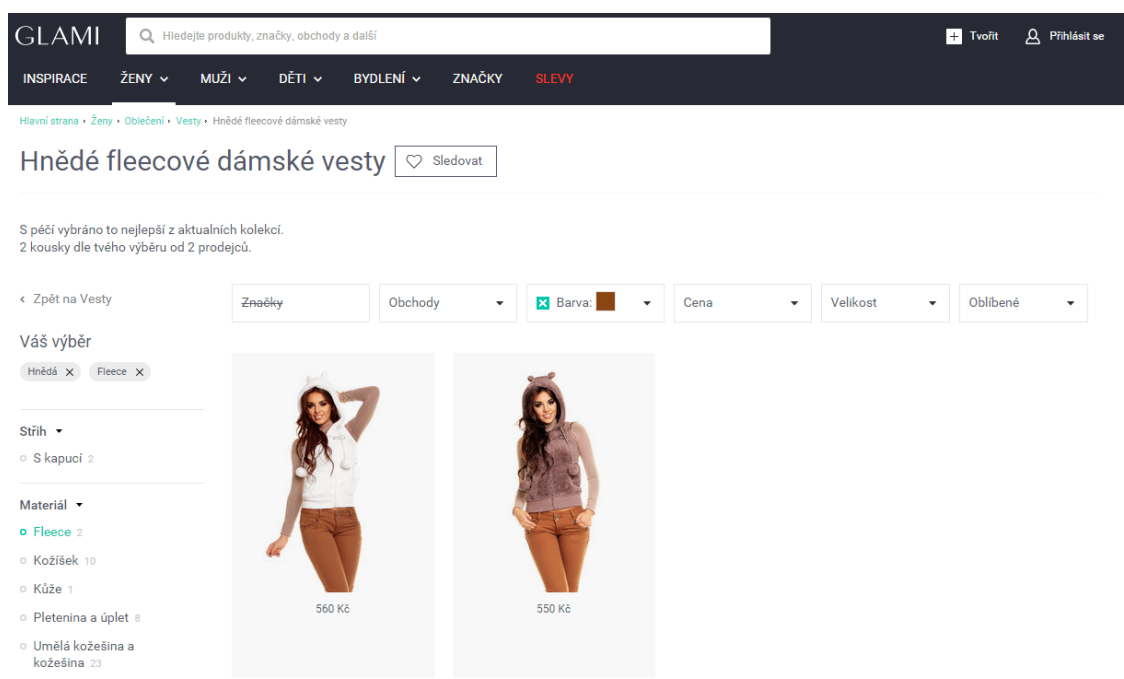 GLAMI
Hledejte produkty, značky, obchody a další
Tvořit
Přihlásit se
INSPIRACE ŽENY MUŽI DĚTI BYDLENÍ ZNAČKY SLEVY
Hlavní strana › Ženy › Oblečení › Vesty › Hnědé fleecové dámské vesty
Hnědé fleecové dámské vesty
Sledovat
S péčí vybráno to nejlepší z aktualních kolekcí.
2 kousky dle tvého výběru od 2 prodejců.
Zpět na Vesty
Značky Obchody Barva: Cena Velikost Oblíbené
Váš výběr
Hnědá X Fleece X
Střih
S kapucí 2
Materiál
Fleece 2
Kožíšek 10
Kůže 1
Pletenina a úplet 8
Umělá kožešina a
kožešina 23
560 Kč
550 Kč